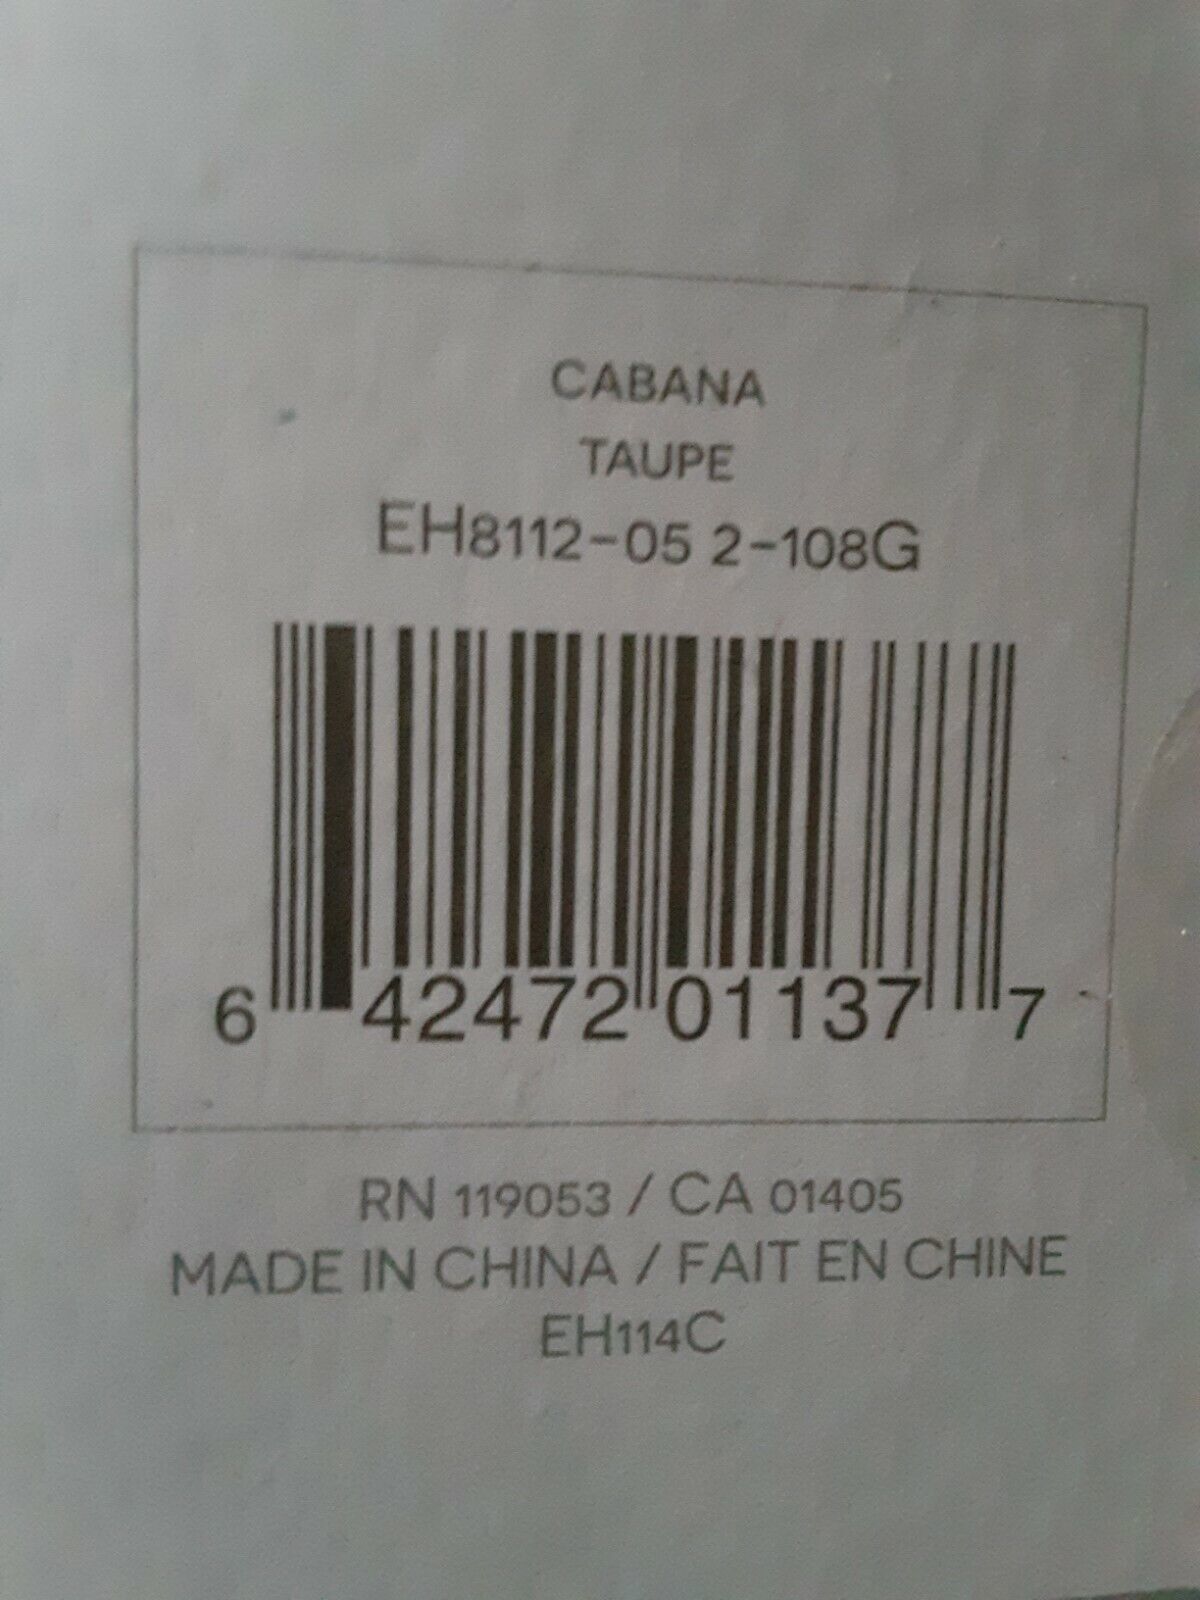 CABANA
TAUPE
EH8112-05 2-108G
6 42472 01137 7
RN 119053 / CA 01405
MADE IN CHINA / FAIT EN CHINE
EH114C